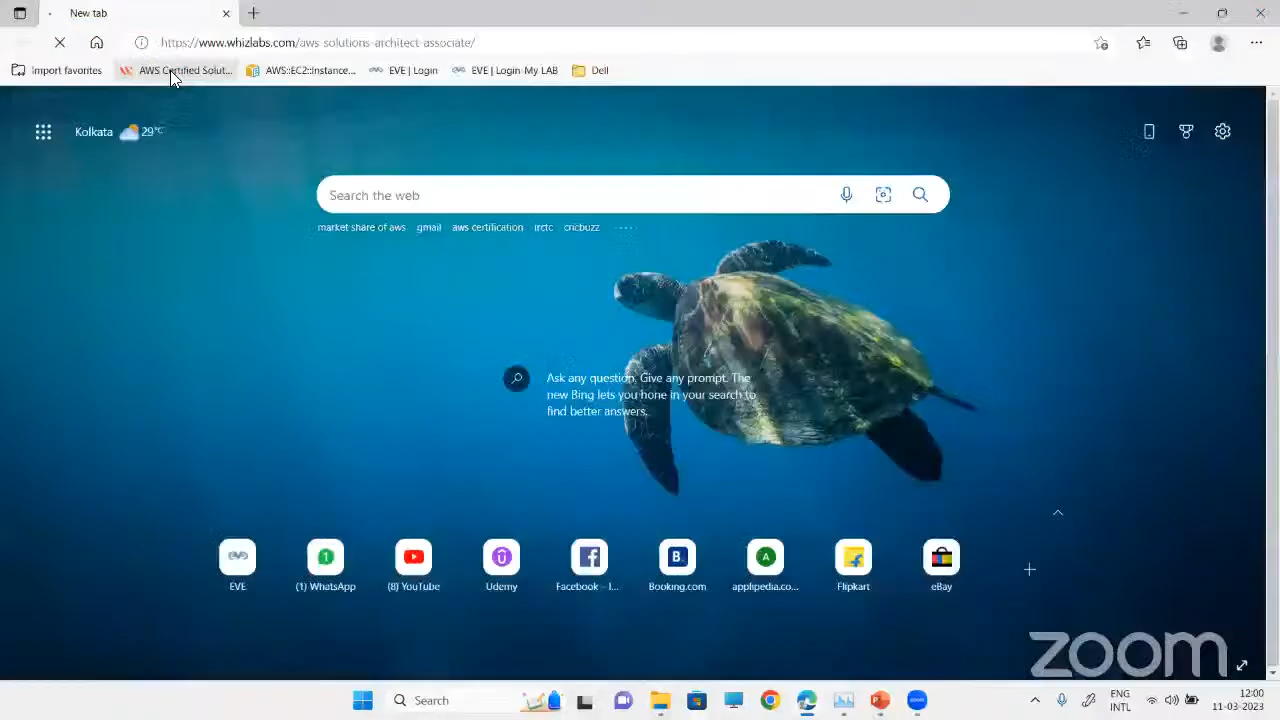 New tab
https://www.whizlabs.com/aws-solutions-architect-associate/
Import favorites
AWS Certified Solut...
AWS::EC2::Instance...
EVE | Login
EVE | Login-My LAB
Dell
Kolkata
29°C
Search the web
market share of aws
gmail
aws certification
irctc
cricbuzz
Ask any question. Give any prompt. The
new Bing lets you hone in your search to
find better answers.
EVE
(1) WhatsApp
(8) YouTube
Udemy
Facebook – I...
Booking.com
applipedia.co...
Flipkart
eBay
zoom
Search
ENG
INTL
12:00
11-03-2023